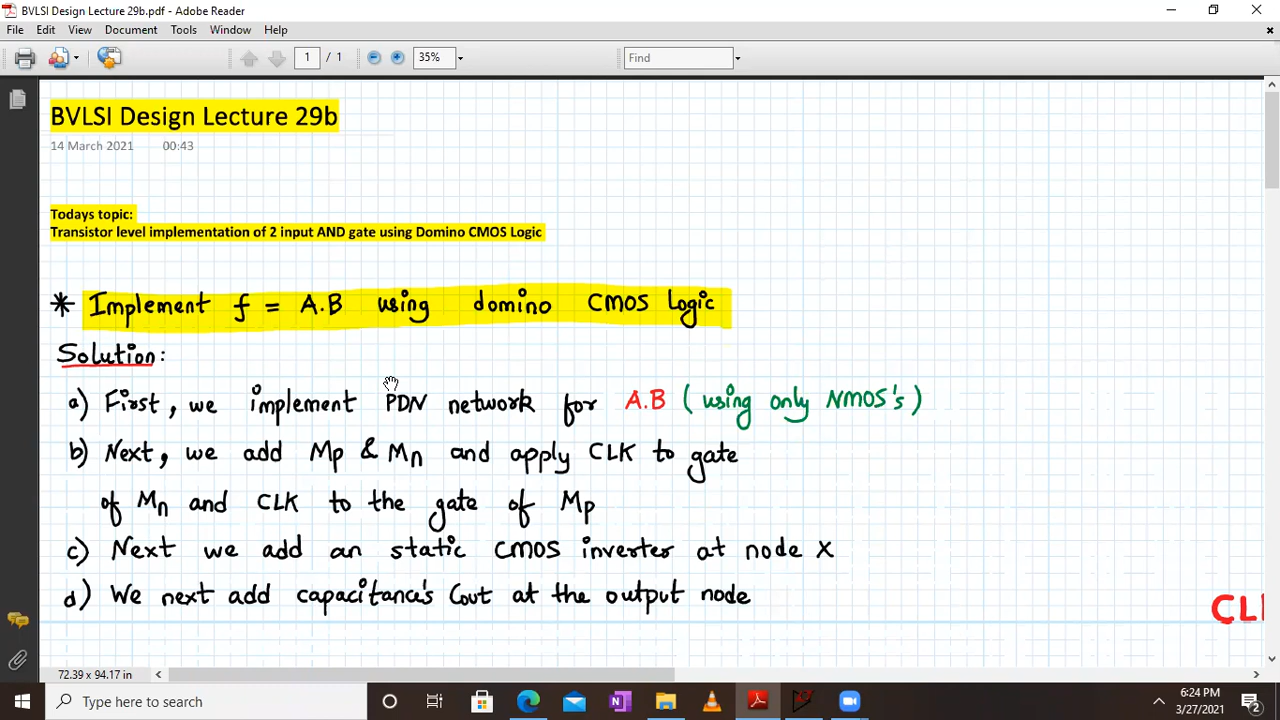 BVLSI Design Lecture 29b.pdf - Adobe Reader
File Edit View Document Tools Window Help
1 / 1 35% Find
BVLSI Design Lecture 29b
14 March 2021 00:43
Todays topic:
Transistor level implementation of 2 input AND gate using Domino CMOS Logic
* Implement f = A.B using domino CMOS logic
Solution:
a) First, we implement PDN network for A.B (using only NMOS's)
b) Next, we add Mp & Mn and apply CLK to gate
of Mn and CLK to the gate of Mp
c) Next we add an static CMOS inverter at node X
d) We next add capacitance's Cout at the output node
CL
72.39 x 94.17 in
Type here to search
6:24 PM
3/27/2021
2